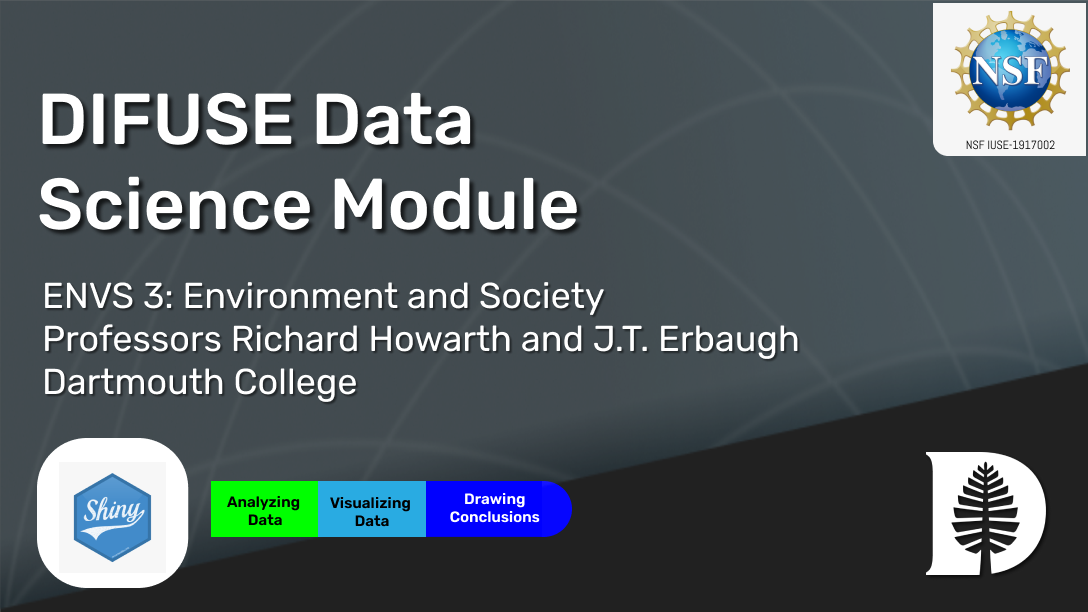 DIFUSE Data
Science Module
ENVS 3: Environment and Society
Professors Richard Howarth and J.T. Erbaugh
Dartmouth College
NSF
NSF IUSE-1917002
Shiny
Analyzing
Data
Visualizing
Data
Drawing
Conclusions
D